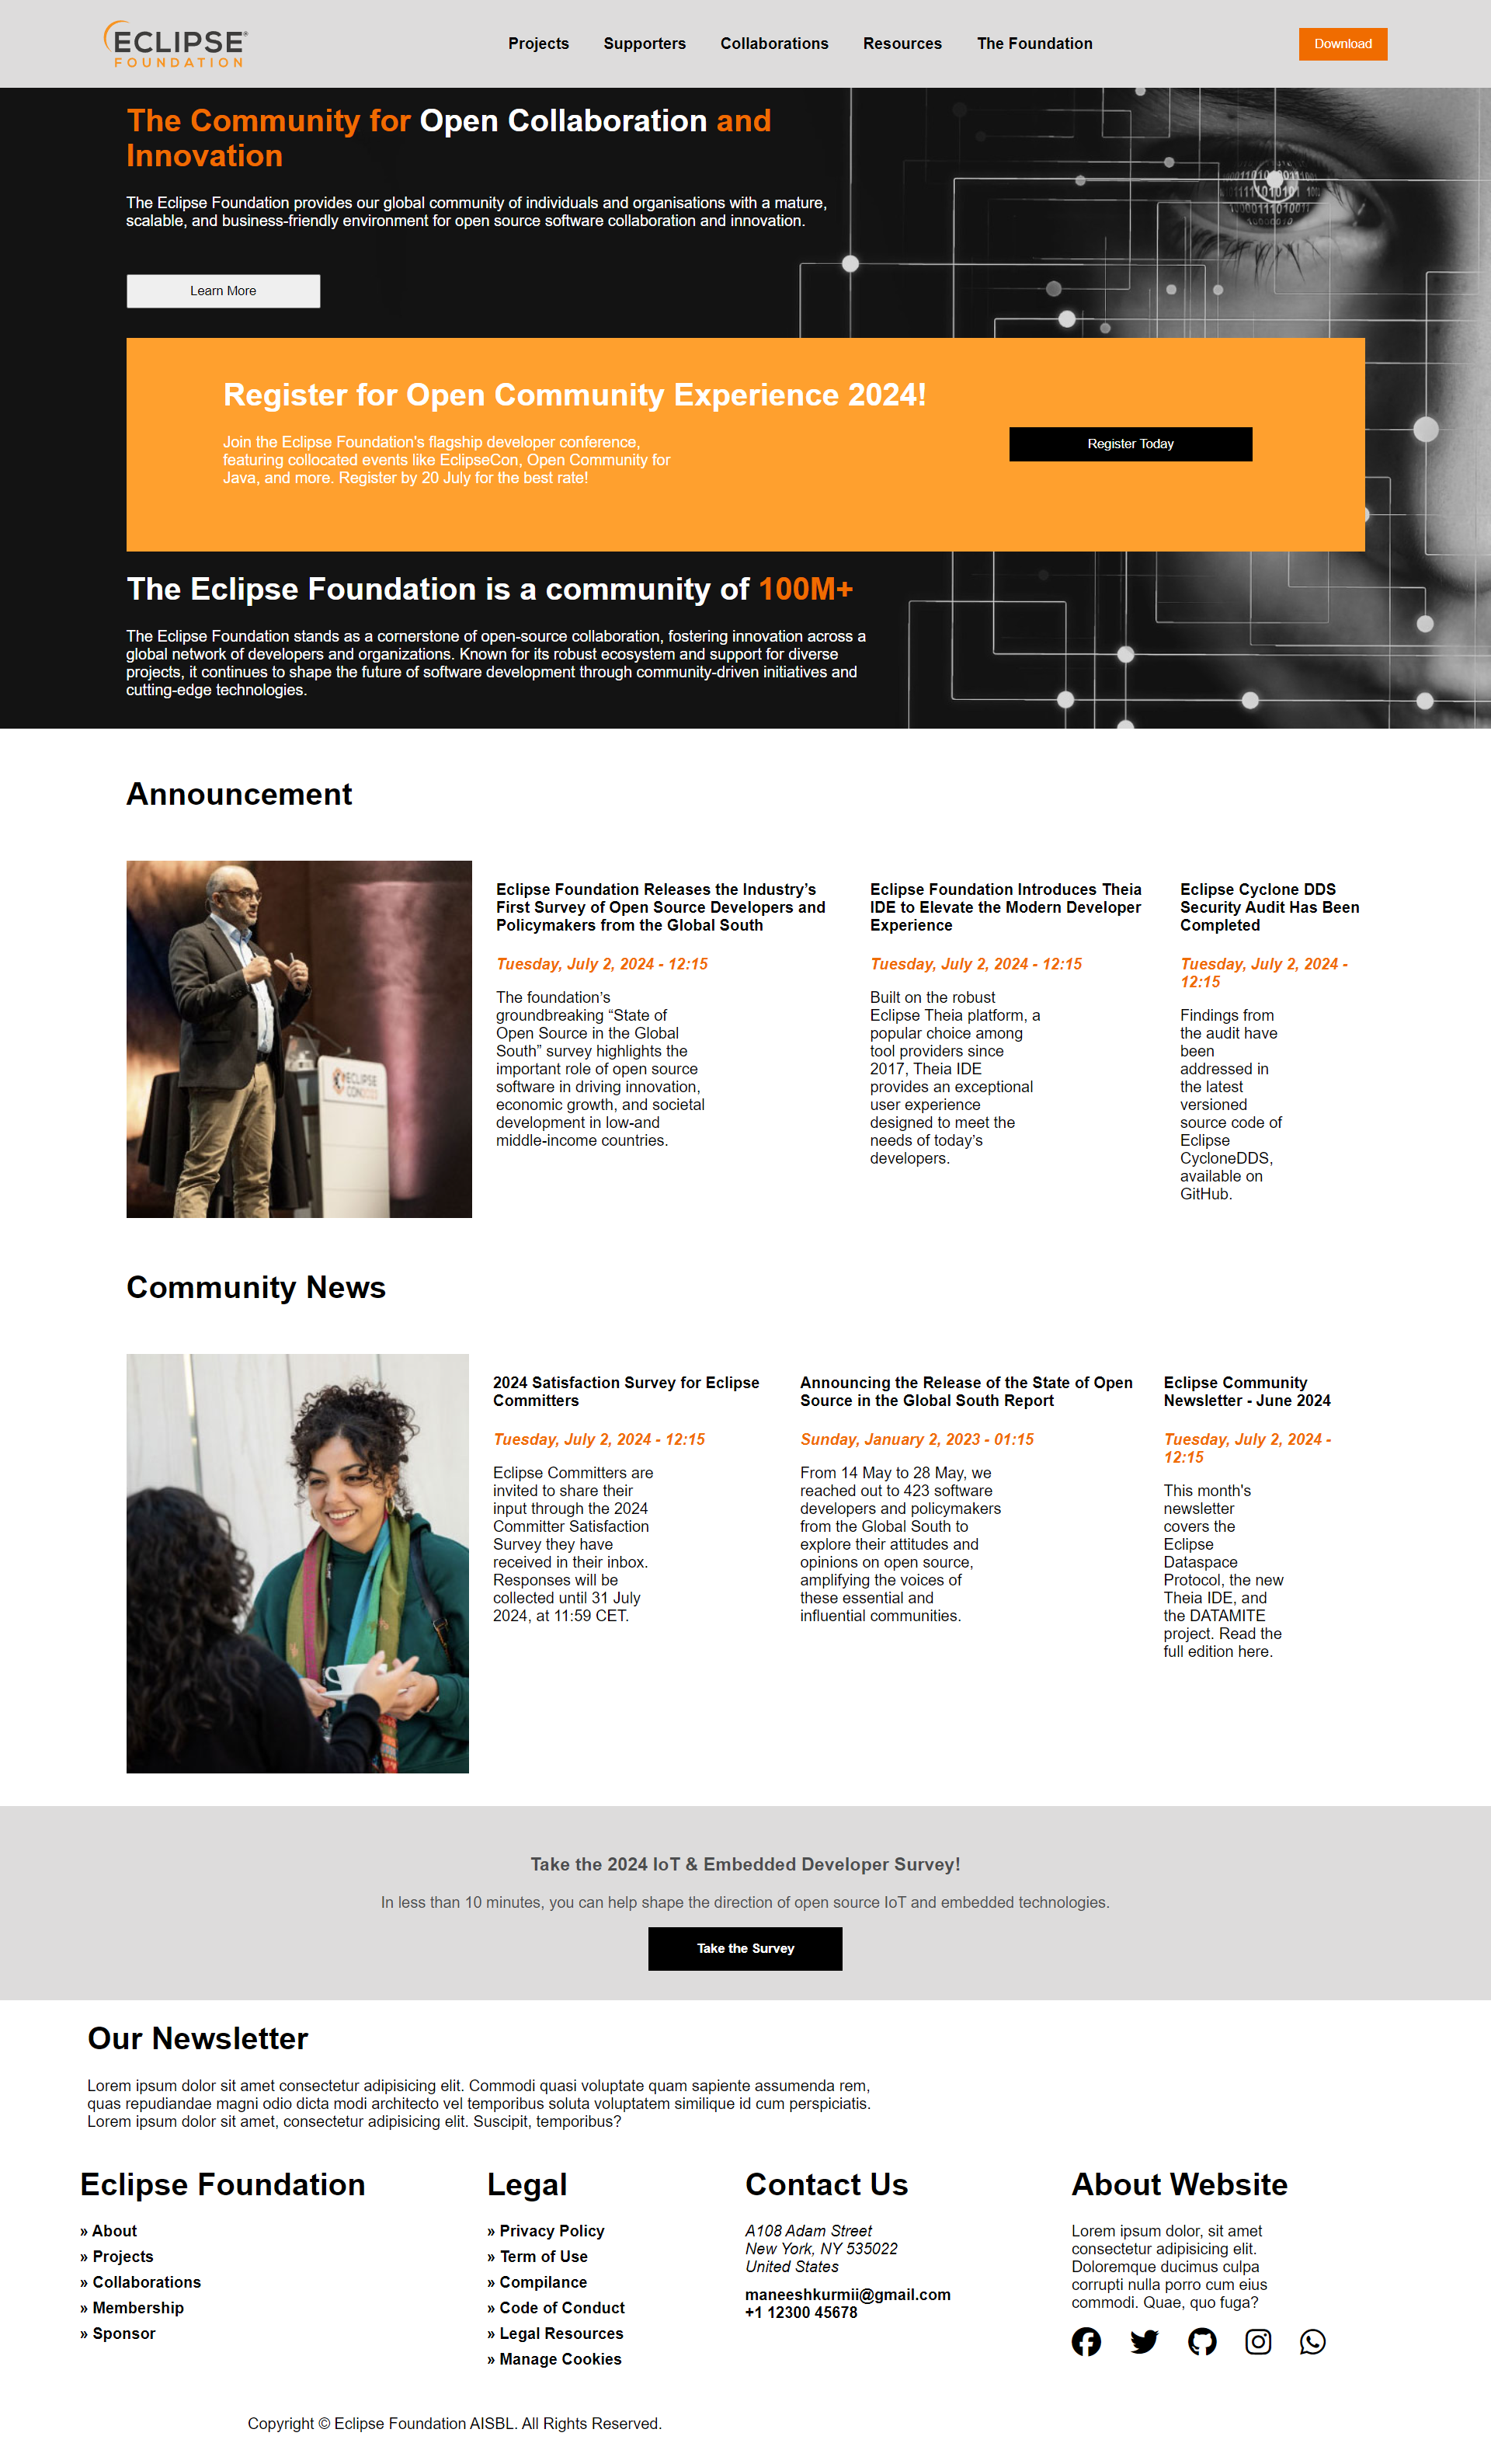 ECLIPSE®
FOUNDATION
Projects
Supporters
Collaborations
Resources
The Foundation
Download
The Community for Open Collaboration and
Innovation
The Eclipse Foundation provides our global community of individuals and organisations with a mature,
scalable, and business-friendly environment for open source software collaboration and innovation.
Learn More
Register for Open Community Experience 2024!
Join the Eclipse Foundation's flagship developer conference,
featuring collocated events like EclipseCon, Open Community for
Java, and more. Register by 20 July for the best rate!
Register Today
The Eclipse Foundation is a community of 100M+
The Eclipse Foundation stands as a cornerstone of open-source collaboration, fostering innovation across a
global network of developers and organizations. Known for its robust ecosystem and support for diverse
projects, it continues to shape the future of software development through community-driven initiatives and
cutting-edge technologies.
Announcement
ECLIPSE
Eclipse Foundation Releases the Industry’s
First Survey of Open Source Developers and
Policymakers from the Global South
Tuesday, July 2, 2024 - 12:15
The foundation’s
groundbreaking “State of
Open Source in the Global
South” survey highlights the
important role of open source
software in driving innovation,
economic growth, and societal
development in low-and
middle-income countries.
Eclipse Foundation Introduces Theia
IDE to Elevate the Modern Developer
Experience
Tuesday, July 2, 2024 - 12:15
Built on the robust
Eclipse Theia platform, a
popular choice among
tool providers since
2017, Theia IDE
provides an exceptional
user experience
designed to meet the
needs of today’s
developers.
Eclipse Cyclone DDS
Security Audit Has Been
Completed
Tuesday, July 2, 2024 -
12:15
Findings from
the audit have
been
addressed in
the latest
versioned
source code of
Eclipse
CycloneDDS,
available on
GitHub.
Community News
2024 Satisfaction Survey for Eclipse
Committers
Tuesday, July 2, 2024 - 12:15
Eclipse Committers are
invited to share their
input through the 2024
Committer Satisfaction
Survey they have
received in their inbox.
Responses will be
collected until 31 July
2024, at 11:59 CET.
Announcing the Release of the State of Open
Source in the Global South Report
Sunday, January 2, 2023 - 01:15
From 14 May to 28 May, we
reached out to 423 software
developers and policymakers
from the Global South to
explore their attitudes and
opinions on open source,
amplifying the voices of
these essential and
influential communities.
Eclipse Community
Newsletter - June 2024
Tuesday, July 2, 2024 -
12:15
This month's
newsletter
covers the
Eclipse
Dataspace
Protocol, the new
Theia IDE, and
the DATAMITE
project. Read the
full edition here.
Take the 2024 IoT & Embedded Developer Survey!
In less than 10 minutes, you can help shape the direction of open source IoT and embedded technologies.
Take the Survey
Our Newsletter
Lorem ipsum dolor sit amet consectetur adipisicing elit. Commodi quasi voluptate quam sapiente assumenda rem,
quas repudiandae magni odio dicta modi architecto vel temporibus soluta voluptatem similique id cum perspiciatis.
Lorem ipsum dolor sit amet, consectetur adipisicing elit. Suscipit, temporibus?
Eclipse Foundation
» About
» Projects
» Collaborations
» Membership
» Sponsor
Legal
» Privacy Policy
» Term of Use
» Compilance
» Code of Conduct
» Legal Resources
» Manage Cookies
Contact Us
A108 Adam Street
New York, NY 535022
United States
maneeshkurmii@gmail.com
+1 12300 45678
About Website
Lorem ipsum dolor, sit amet
consectetur adipisicing elit.
Doloremque ducimus culpa
corrupti nulla porro cum eius
commodi. Quae, quo fuga?
Copyright © Eclipse Foundation AISBL. All Rights Reserved.